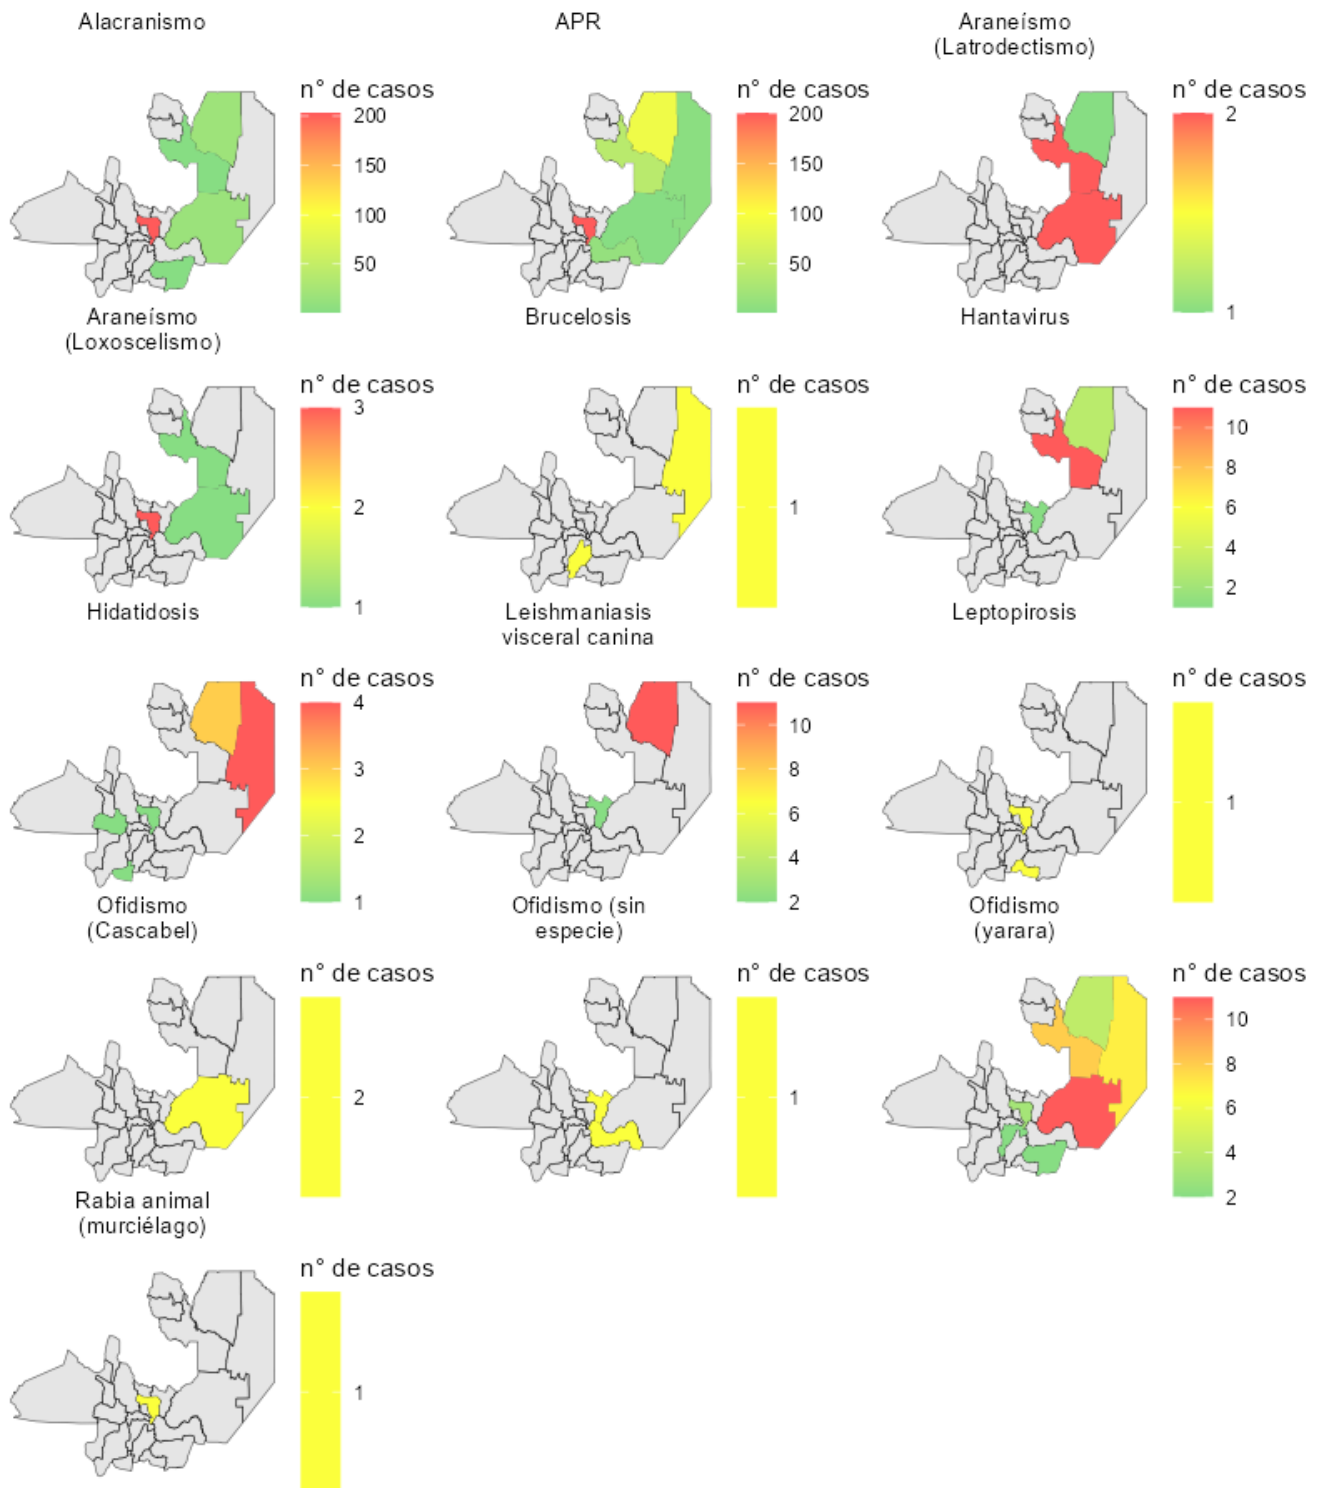 Alacranismo
APR
Araneísmo
(Latrodectismo)
n° de casos
200
150
100
50
n° de casos
200
150
100
50
n° de casos
2
1
Araneísmo
(Loxoscelismo)
Brucelosis
Hantavirus
n° de casos
3
2
1
n° de casos
1
n° de casos
10
8
6
4
2
Hidatidosis
Leishmaniasis
visceral canina
Leptopirosis
n° de casos
4
3
2
1
n° de casos
10
8
6
4
2
n° de casos
1
Ofidismo
(Cascabel)
Ofidismo (sin
especie)
Ofidismo
(yarara)
n° de casos
2
n° de casos
1
n° de casos
10
8
6
4
2
Rabia animal
(murciélago)
n° de casos
1